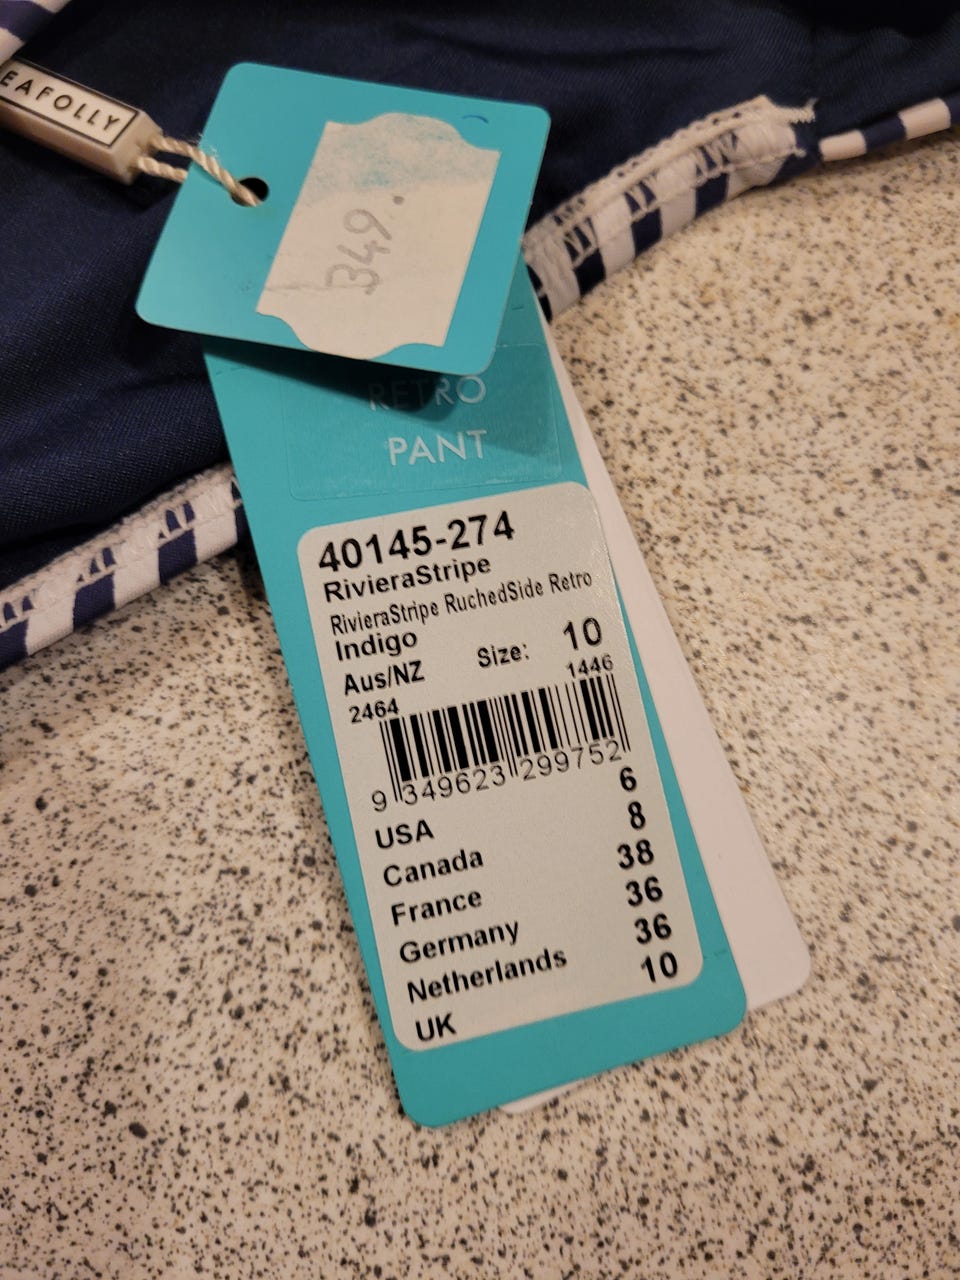 EAFOLLY
349.
RETRO
PANT
40145-274
RivieraStripe
RivieraStripe RuchedSide Retro
Indigo
Aus/NZ Size: 10
2464 1446
9 349623 299752
USA 6
Canada 8
France 38
Germany 36
Netherlands 36
UK 10